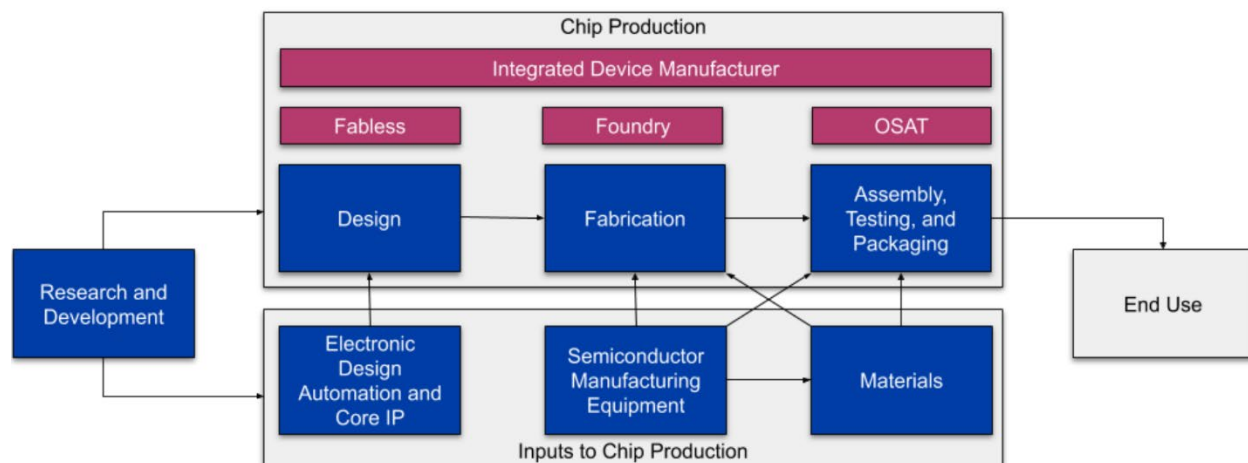 Chip Production
Integrated Device Manufacturer
Fabless
Foundry
OSAT
Design
Fabrication
Assembly,
Testing, and
Packaging
Research and
Development
End Use
Electronic
Design
Automation and
Core IP
Semiconductor
Manufacturing
Equipment
Materials
Inputs to Chip Production